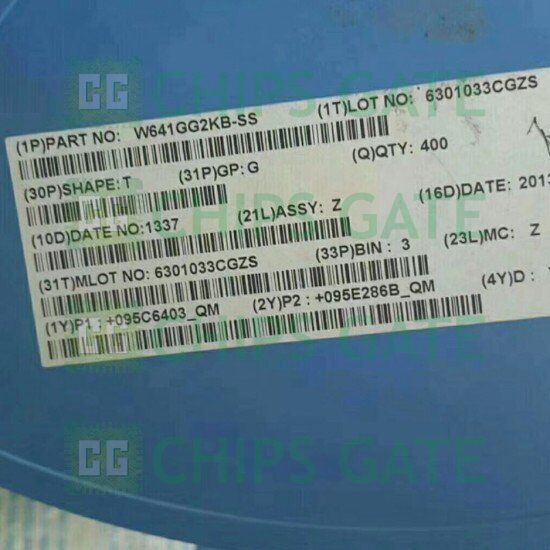 CG CHIPS GATE
(1P)PART NO: W641GG2KB-SS (1T)LOT NO: 6301033CGZS
(30P)SHAPE:T (31P)GP:G (Q)QTY: 400
(10D)DATE NO:1337 (21L)ASSY: Z (16D)DATE: 2013
CHIPS GATE
(31T)MLOT NO: 6301033CGZS (33P)BIN : 3 (23L)MC: Z
(1Y)P1 : +095C6403_QM (2Y)P2 : +095E286B_QM (4Y)D :
CHIPS GATE
CG CHIPS GATE